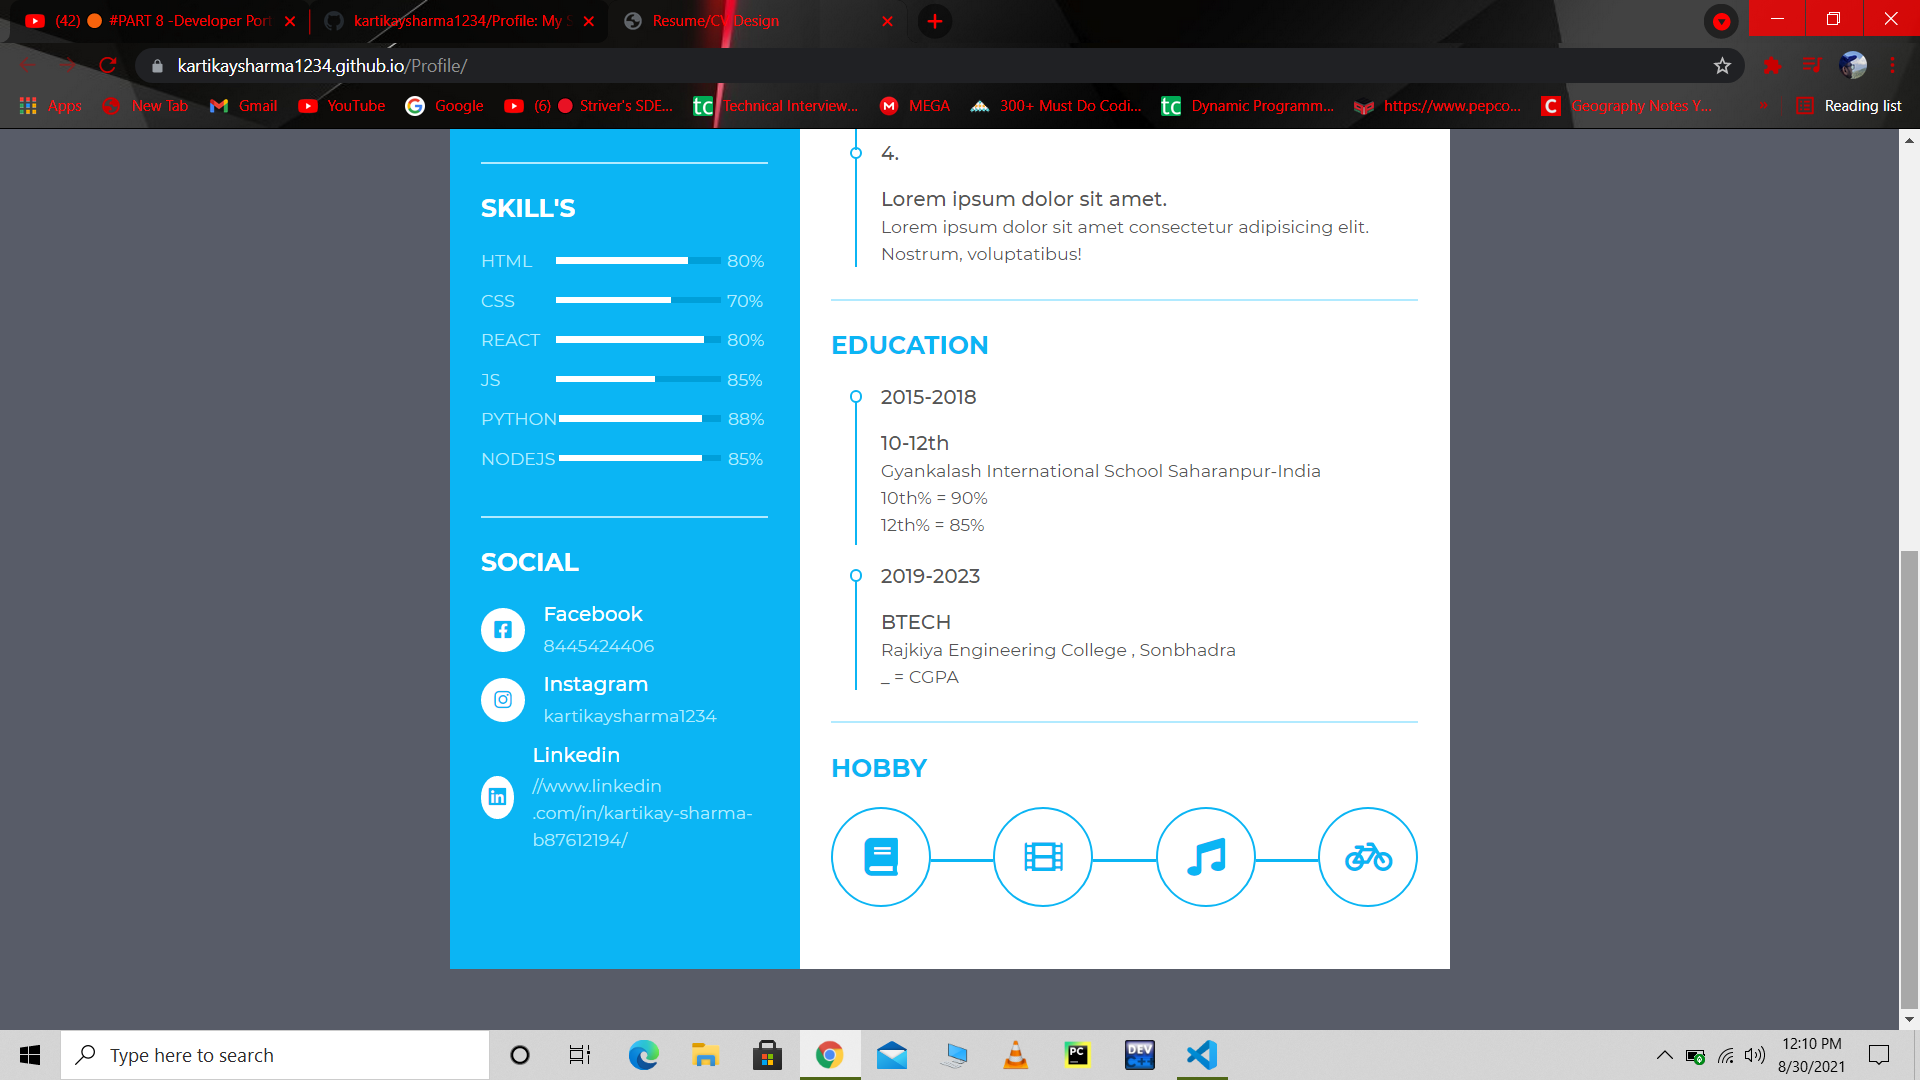 (42) #PART 8 -Developer Port
kartikaysharma1234/Profile: My S
Resume/CV Design
kartikaysharma1234.github.io/Profile/
Apps New Tab Gmail YouTube Google (6) Striver's SDE... Technical Interview... MEGA 300+ Must Do Codi... Dynamic Programm... https://www.pepco... Geography Notes Y... » Reading list
SKILL'S
HTML 80%
CSS 70%
REACT 80%
JS 85%
PYTHON 88%
NODEJS 85%
SOCIAL
Facebook
8445424406
Instagram
kartikaysharma1234
Linkedin
//www.linkedin
.com/in/kartikay-sharma-
b87612194/
4.
Lorem ipsum dolor sit amet.
Lorem ipsum dolor sit amet consectetur adipisicing elit.
Nostrum, voluptatibus!
EDUCATION
2015-2018
10-12th
Gyankalash International School Saharanpur-India
10th% = 90%
12th% = 85%
2019-2023
BTECH
Rajkiya Engineering College , Sonbhadra
_ = CGPA
HOBBY
Type here to search
PC
DEV
C++
12:10 PM
8/30/2021